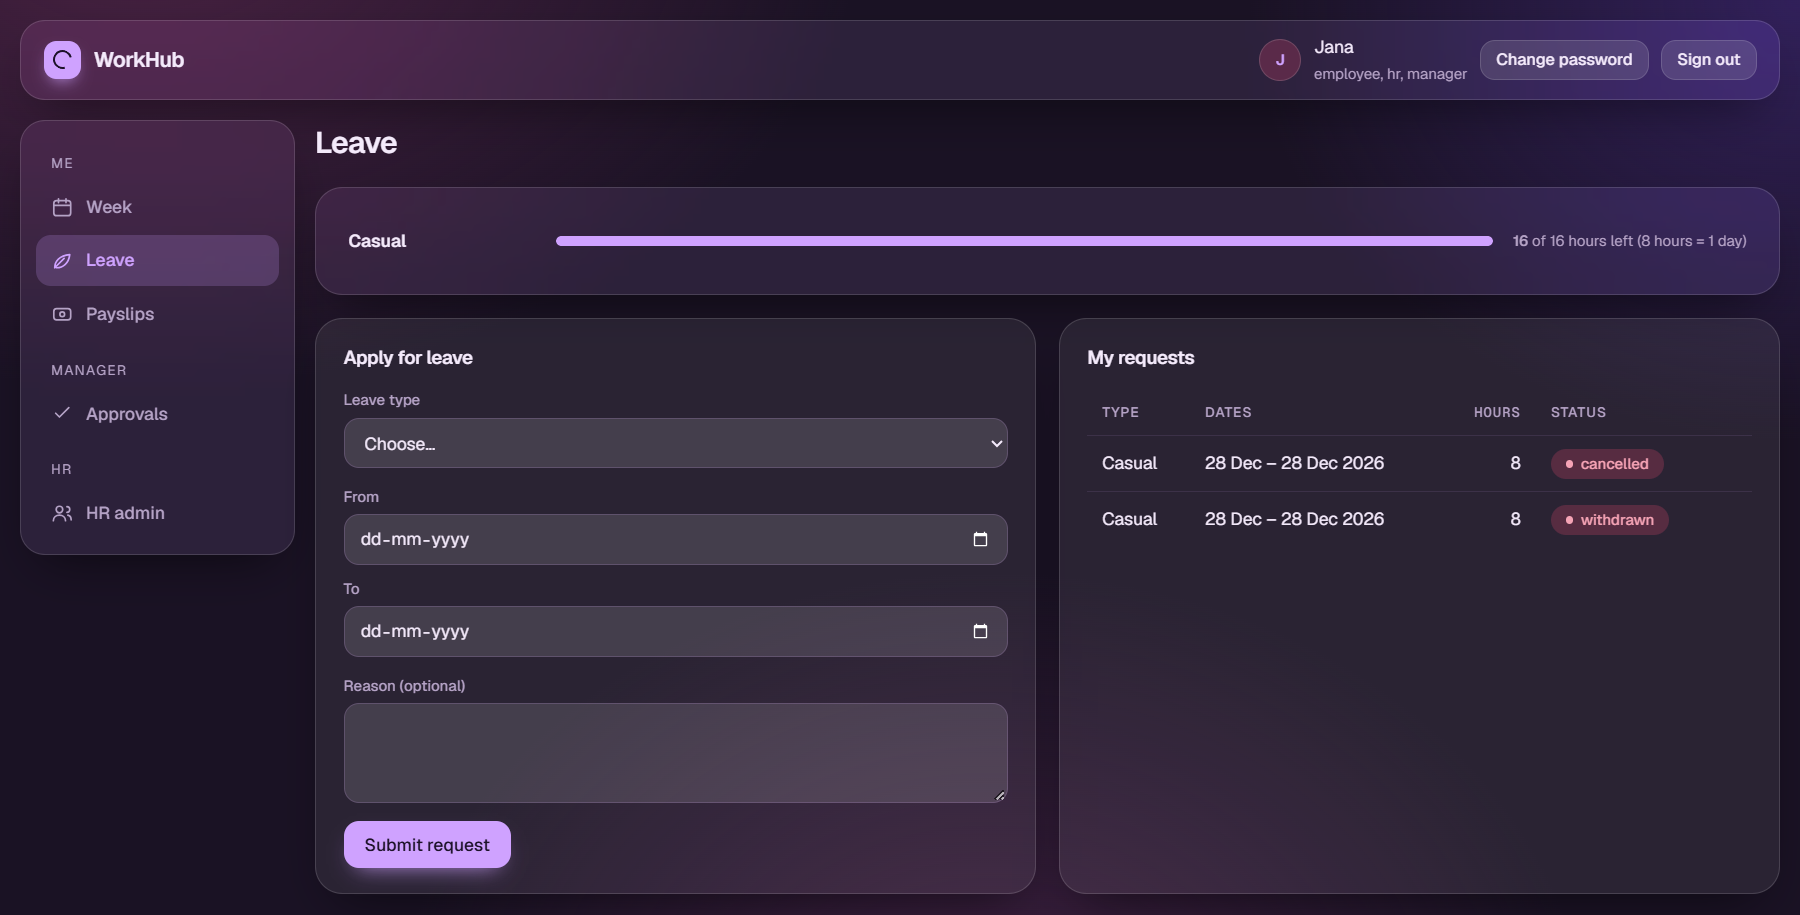 WorkHub
J
Jana
employee, hr, manager
Change password
Sign out
ME
Week
Leave
Payslips
MANAGER
Approvals
HR
HR admin
Leave
Casual
16 of 16 hours left (8 hours = 1 day)
Apply for leave
Leave type
Choose...
From
dd-mm-yyyy
To
dd-mm-yyyy
Reason (optional)
Submit request
My requests
TYPE DATES HOURS STATUS
Casual 28 Dec – 28 Dec 2026 8 cancelled
Casual 28 Dec – 28 Dec 2026 8 withdrawn